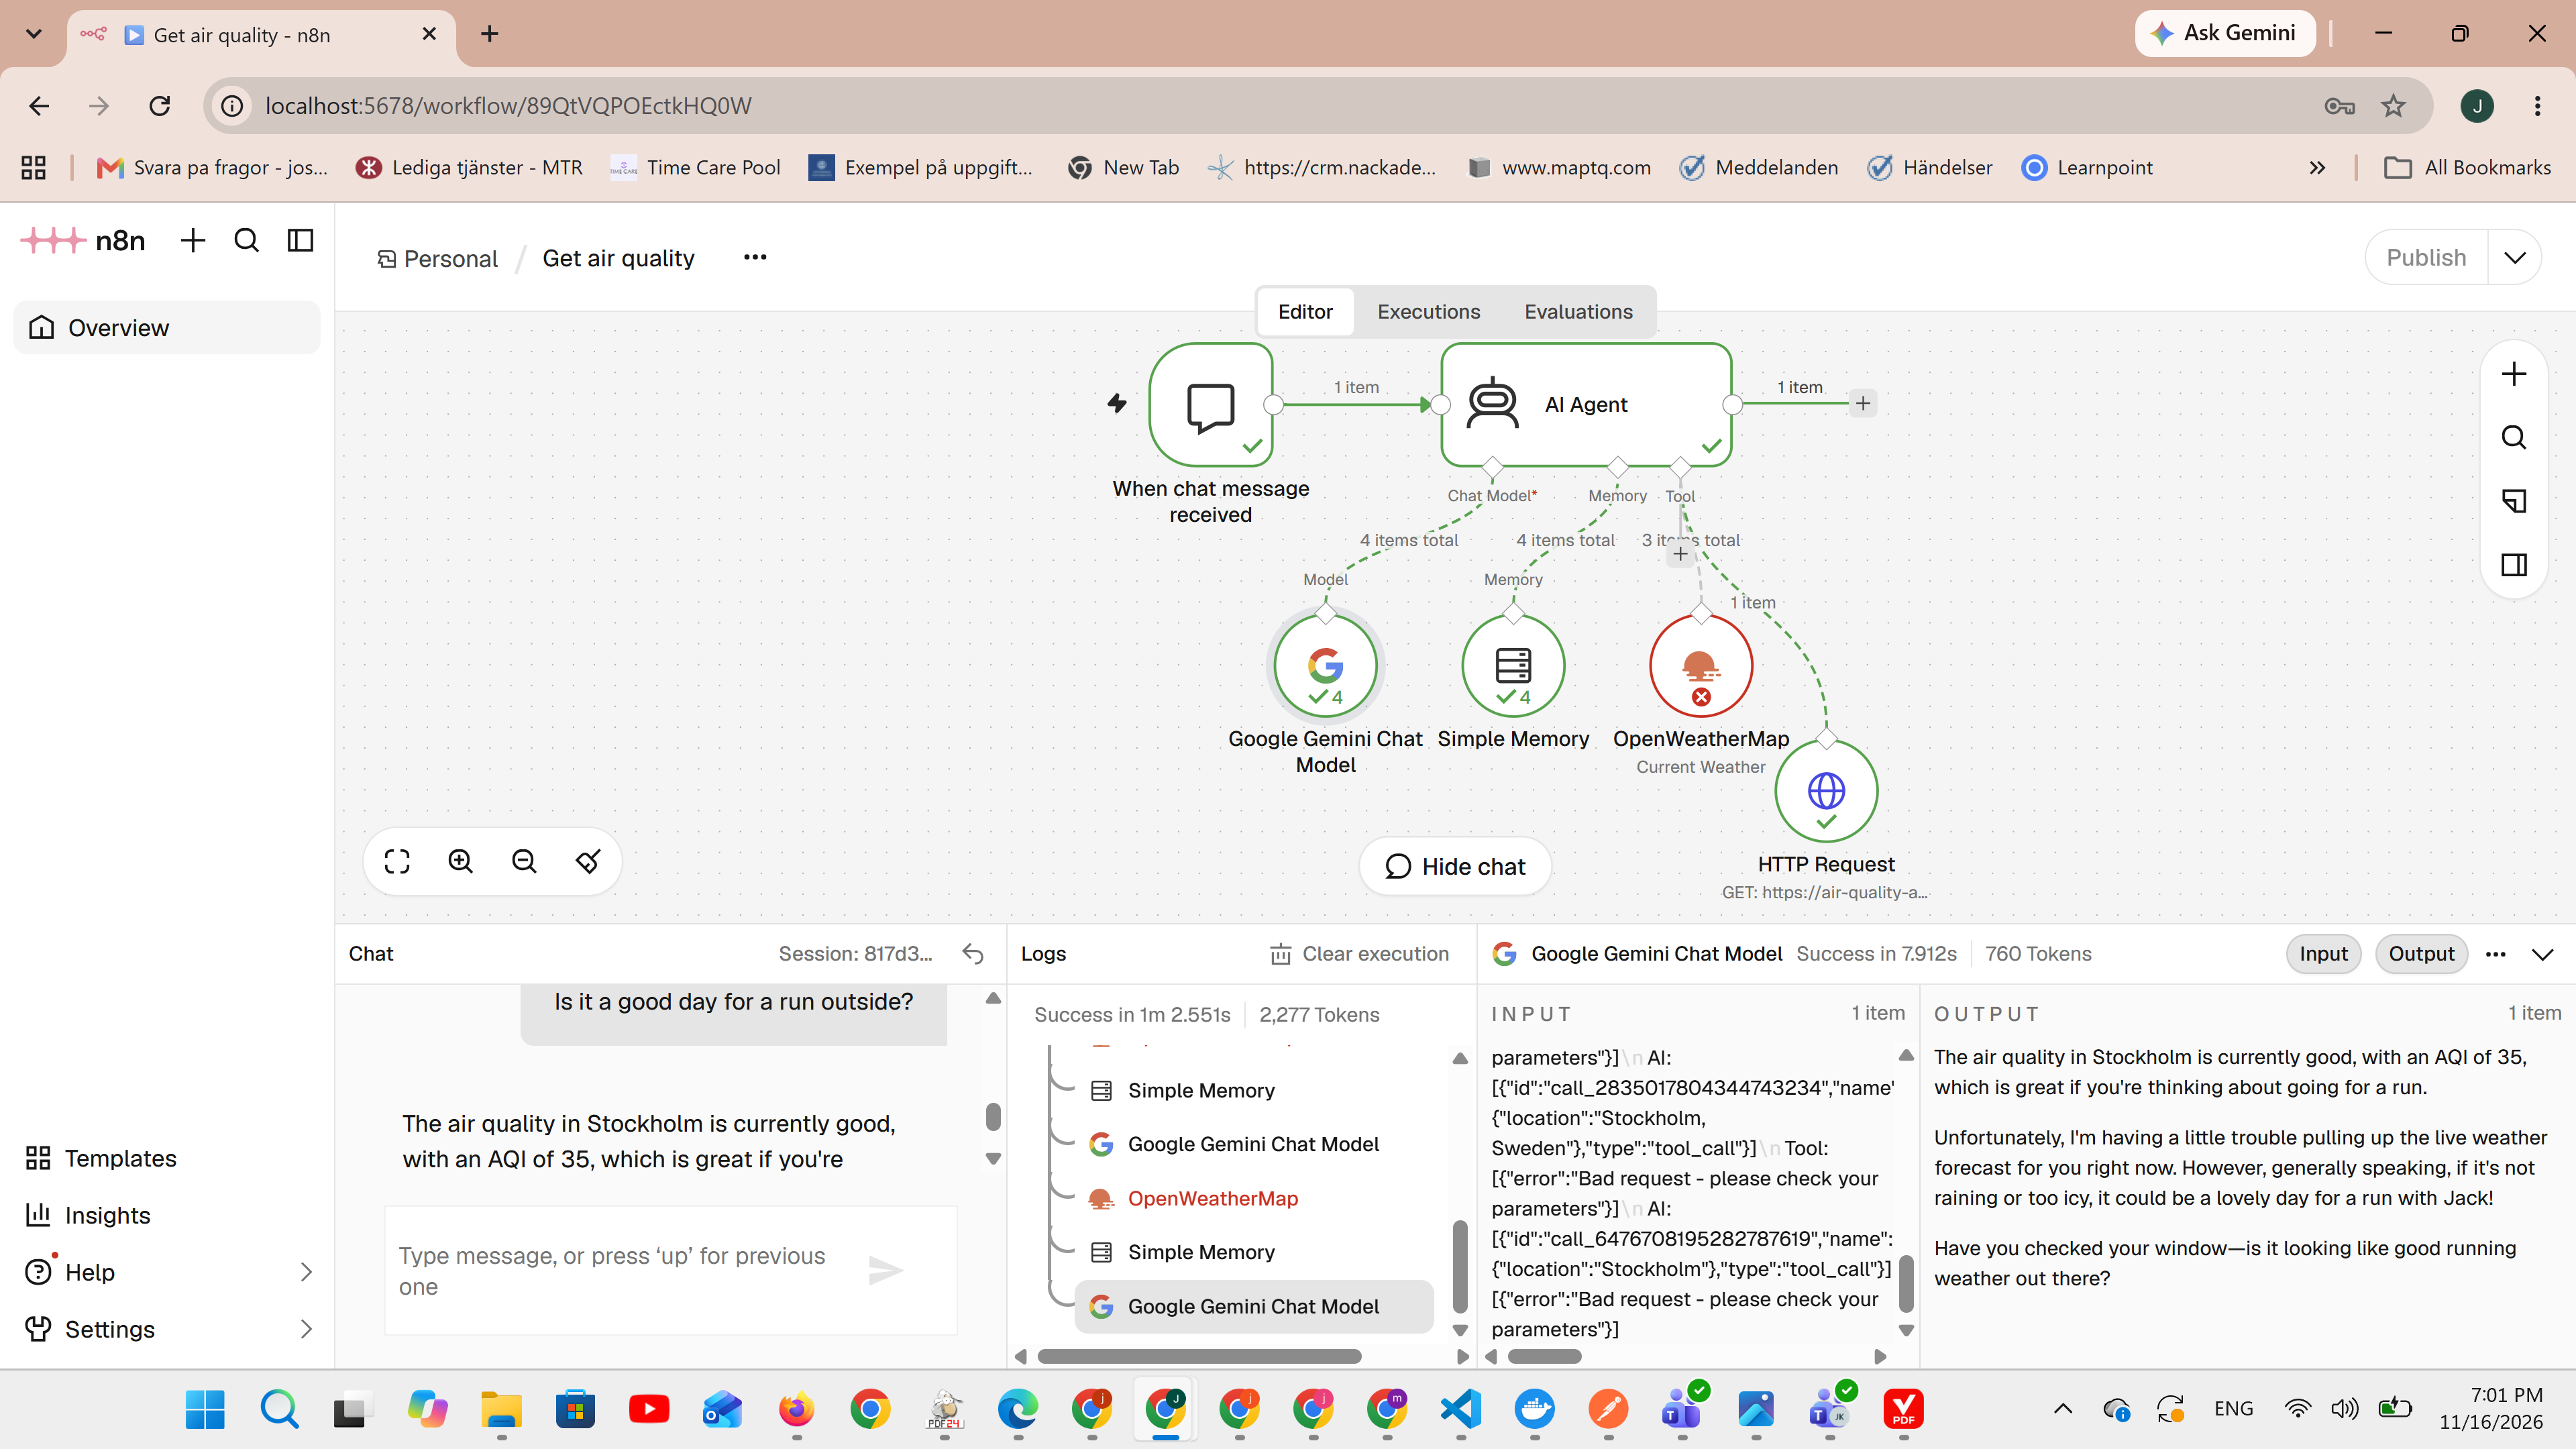 Get air quality - n8n
Ask Gemini
localhost:5678/workflow/89QtVQPOEctkHQ0W
J
Svara pa fragor - jos...
Lediga tjänster - MTR
TIME CARE
Time Care Pool
Exempel på uppgift...
New Tab
https://crm.nackade...
www.maptq.com
Meddelanden
Händelser
Learnpoint
All Bookmarks
n8n
Personal / Get air quality
Publish
Overview
Editor
Executions
Evaluations
1 item
AI Agent
1 item
When chat message
received
Chat Model*
Memory
Tool
4 items total
4 items total
3 items total
Model
Memory
1 item
4
4
Google Gemini Chat
Model
Simple Memory
OpenWeatherMap
Current Weather
HTTP Request
GET: https://air-quality-a...
Hide chat
Templates
Insights
Help
Settings
Chat
Session: 817d3...
Is it a good day for a run outside?
The air quality in Stockholm is currently good,
with an AQI of 35, which is great if you're
Type message, or press ‘up’ for previous
one
Logs
Clear execution
Success in 1m 2.551s
2,277 Tokens
Simple Memory
Google Gemini Chat Model
OpenWeatherMap
Simple Memory
Google Gemini Chat Model
Google Gemini Chat Model
Success in 7.912s
760 Tokens
Input
Output
INPUT
1 item
parameters"}]\n AI:
[{"id":"call_2835017804344743234","name"
{"location":"Stockholm,
Sweden"},"type":"tool_call"}]\n Tool:
[{"error":"Bad request - please check your
parameters"}]\n AI:
[{"id":"call_6476708195282787619","name":
{"location":"Stockholm"},"type":"tool_call"}]
[{"error":"Bad request - please check your
parameters"}]
OUTPUT
1 item
The air quality in Stockholm is currently good, with an AQI of 35,
which is great if you're thinking about going for a run.
Unfortunately, I'm having a little trouble pulling up the live weather
forecast for you right now. However, generally speaking, if it's not
raining or too icy, it could be a lovely day for a run with Jack!
Have you checked your window—is it looking like good running
weather out there?
PDF24
j
J
j
j
m
T
T
JK
PDF
ENG
7:01 PM
11/16/2026